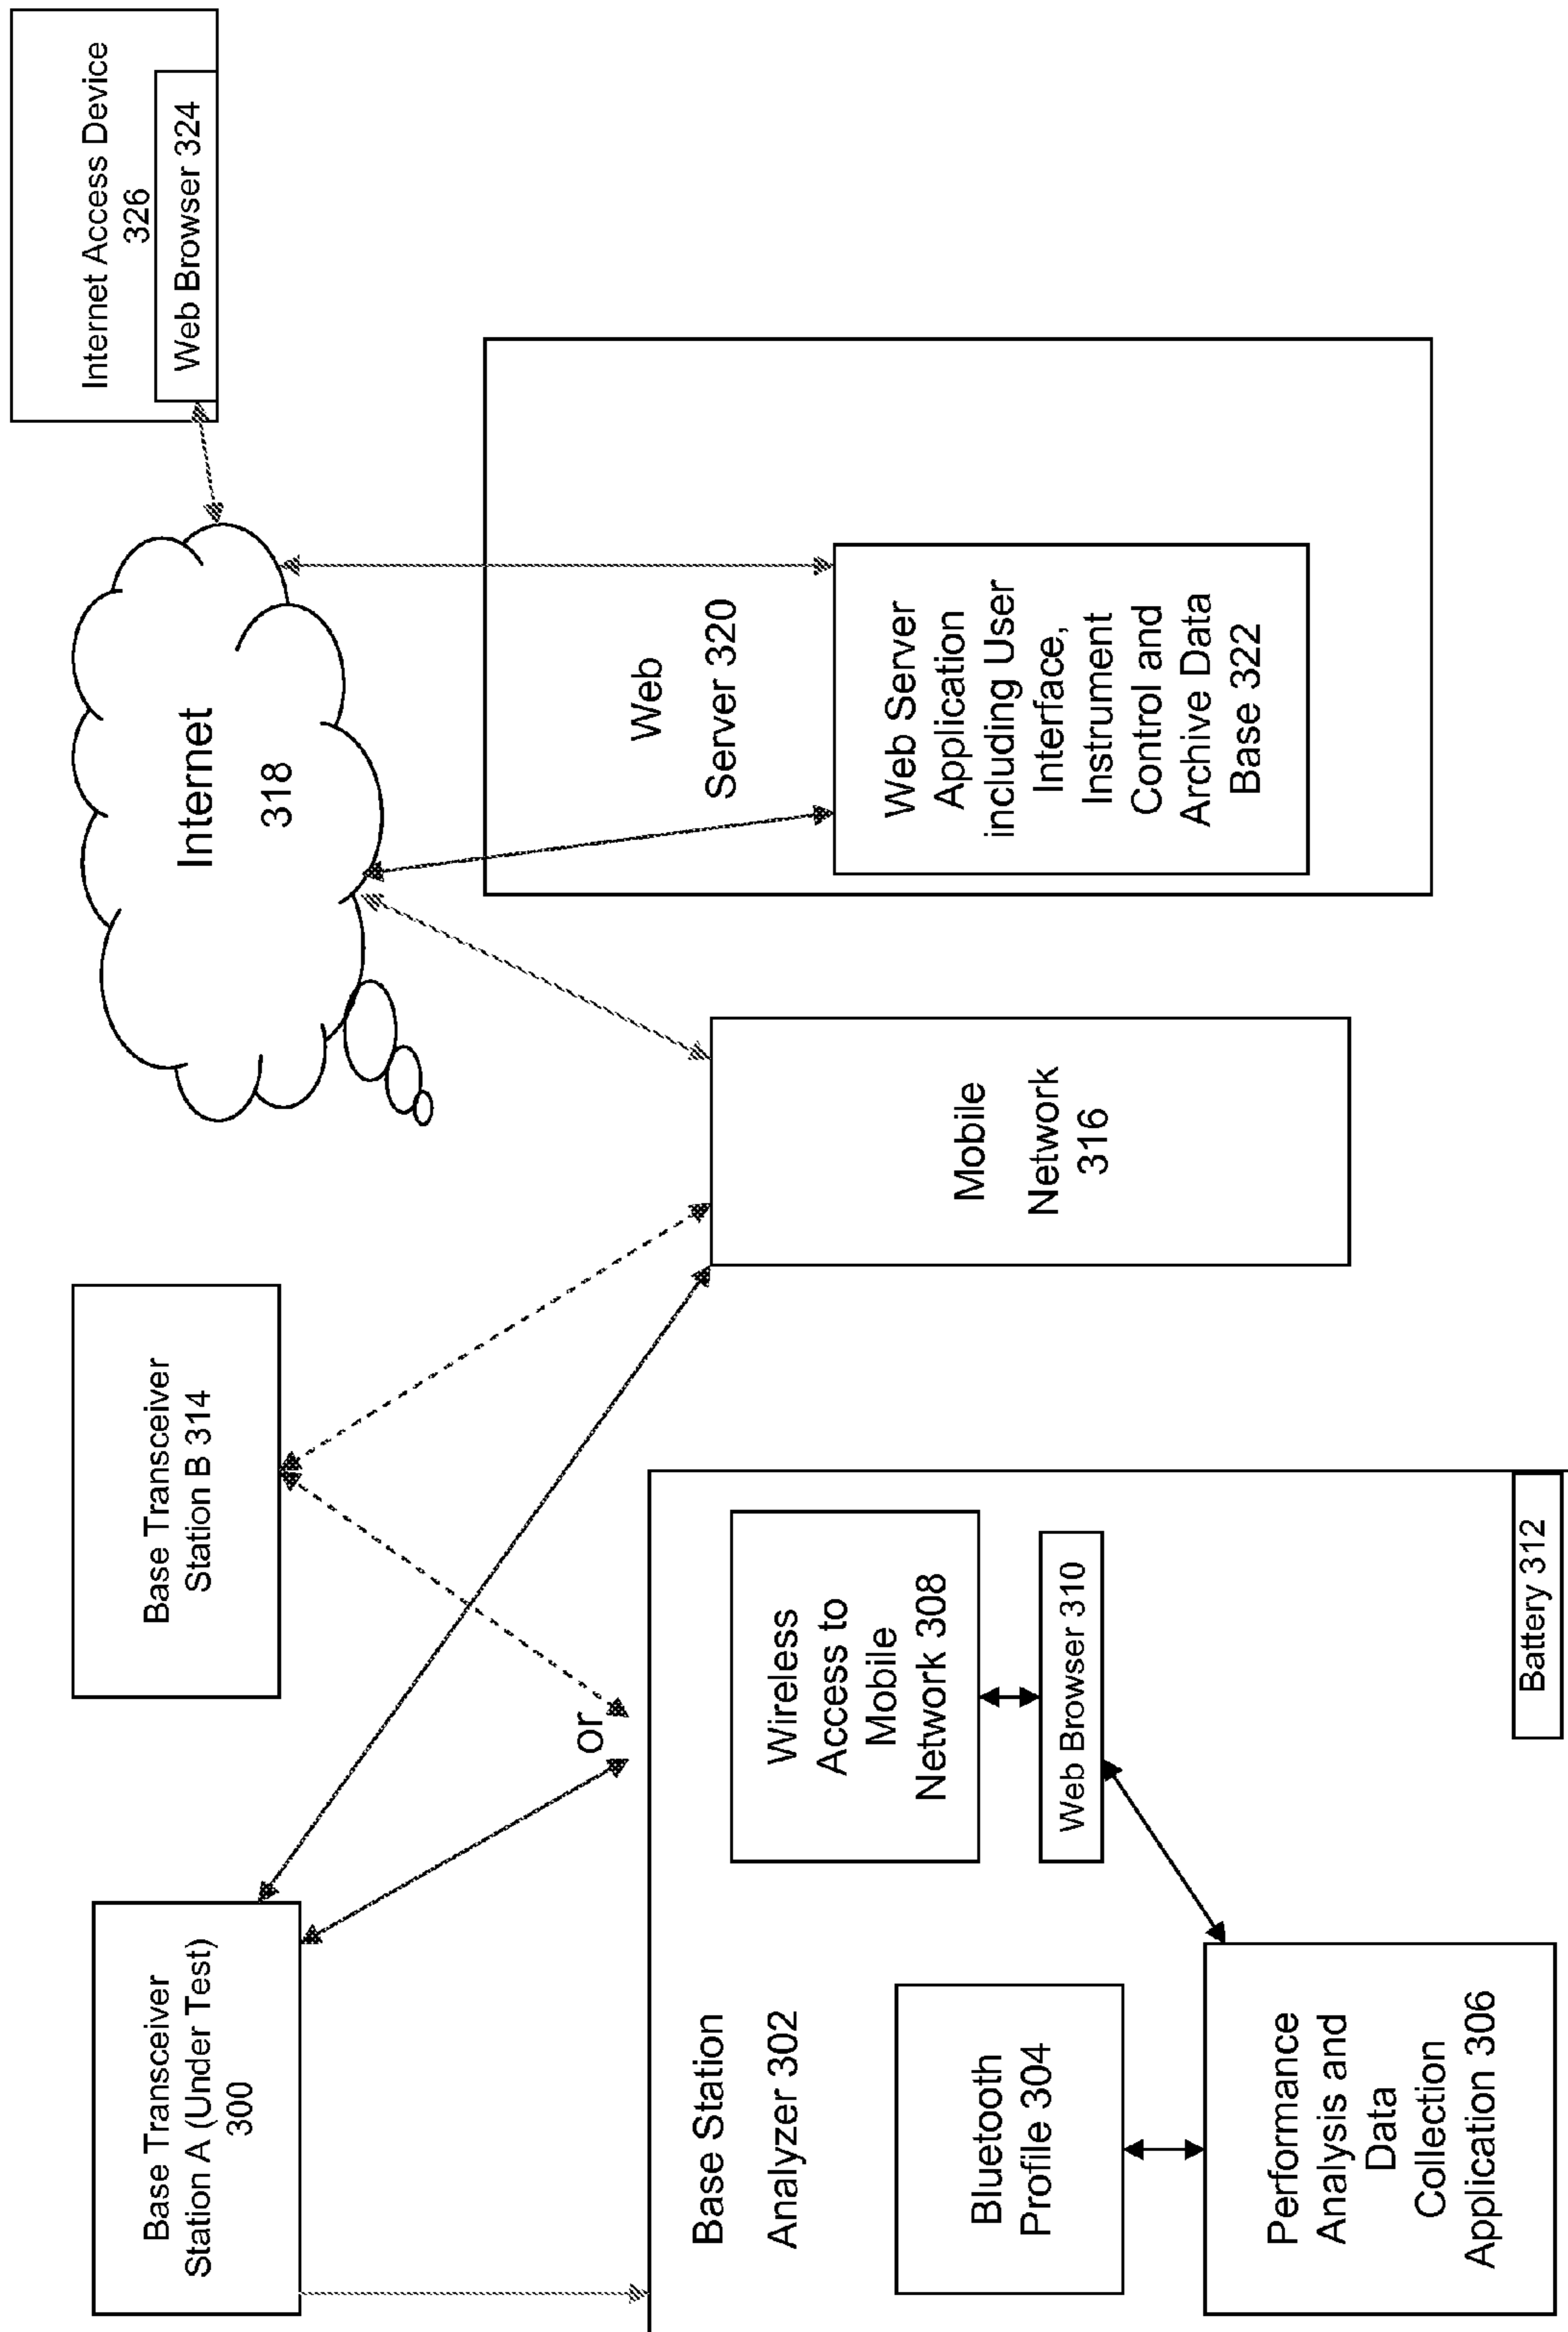 Base Transceiver
Station A (Under Test)
300
Base Transceiver
Station B 314
Internet
318
Internet Access Device
326
Web Browser 324
or
Base Station
Analyzer 302
Bluetooth
Profile 304
Performance
Analysis and
Data
Collection
Application 306
Wireless
Access to
Mobile
Network 308
Web Browser 310
Battery 312
Mobile
Network
316
Web
Server 320
Web Server
Application
including User
Interface,
Instrument
Control and
Archive Data
Base 322